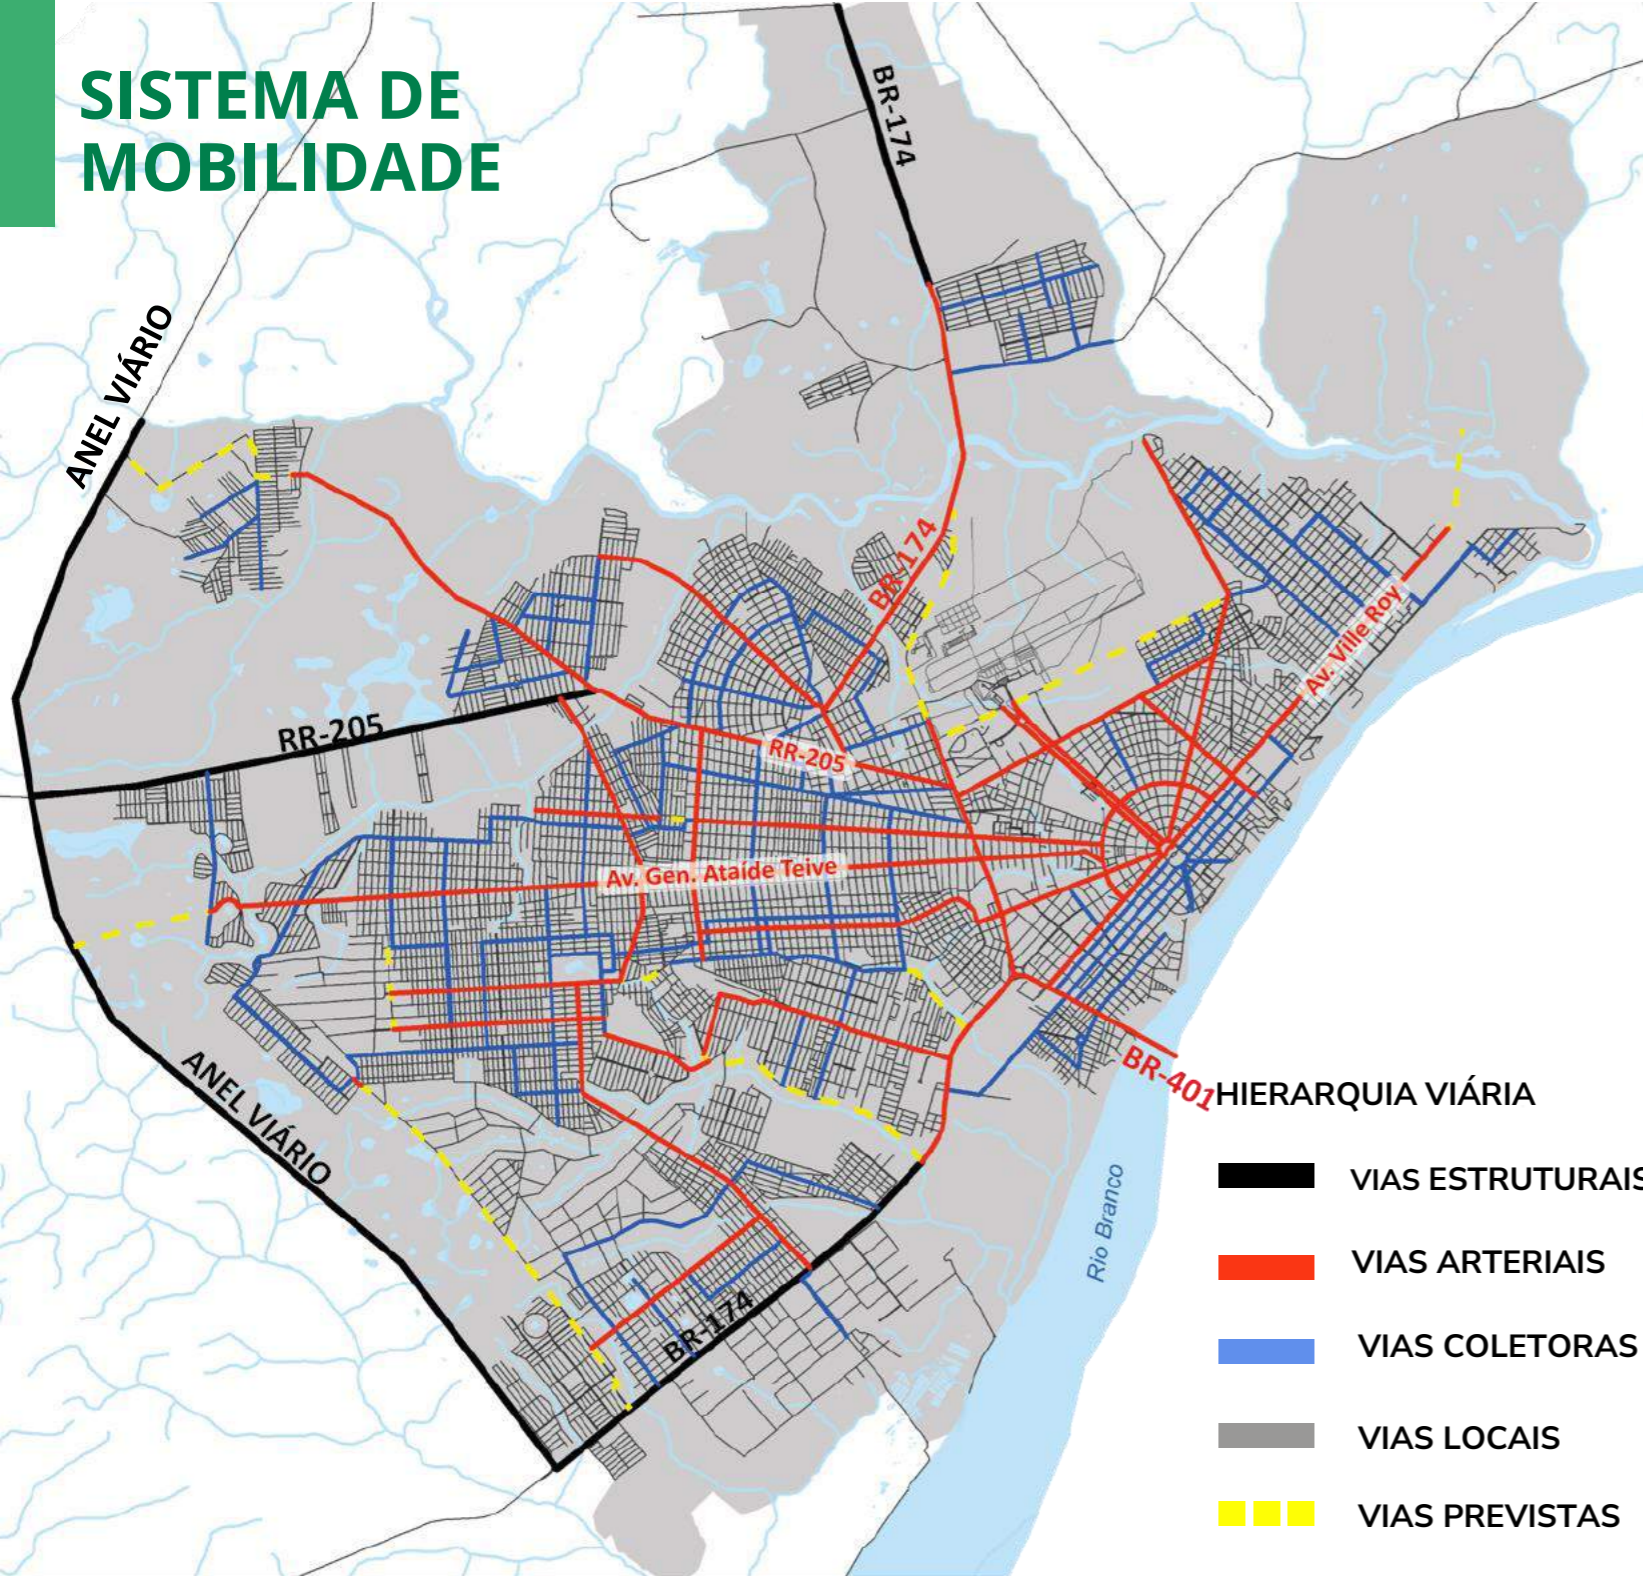 SISTEMA DE
MOBILIDADE
BR-174
ANEL VIÁRIO
BR-174
Av. Ville Roy
RR-205
RR-205
Av. Gen. Ataíde Teive
ANEL VIÁRIO
BR-401
BR-174
Rio Branco
HIERARQUIA VIÁRIA
VIAS ESTRUTURAIS
VIAS ARTERIAIS
VIAS COLETORAS
VIAS LOCAIS
VIAS PREVISTAS